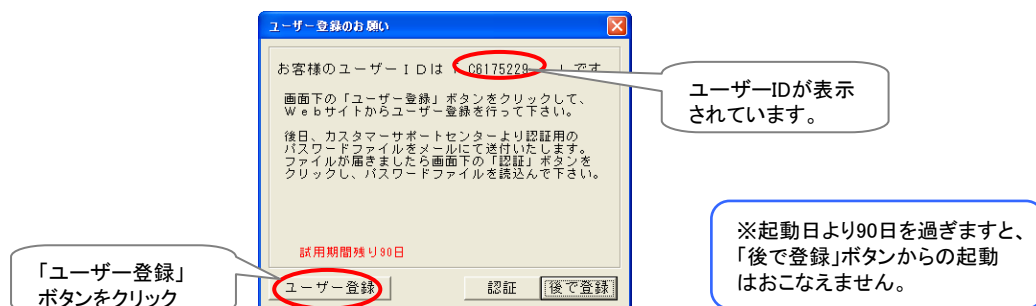 ユーザー登録のお願い
お客様のユーザーＩＤは「 C6175229 」です
画面下の「ユーザー登録」ボタンをクリックして、
Ｗｅｂサイトからユーザー登録を行って下さい。
後日、カスタマーサポートセンターより認証用の
パスワードファイルをメールにて送付いたします。
ファイルが届きましたら画面下の「認証」ボタンを
クリックし、パスワードファイルを読込んで下さい。
ユーザーIDが表示
されています。
試用期間残り90日
※起動日より90日を過ぎますと、
「後で登録」ボタンからの起動
はおこなえません。
「ユーザー登録」
ボタンをクリック
ユーザー登録 認証 後で登録